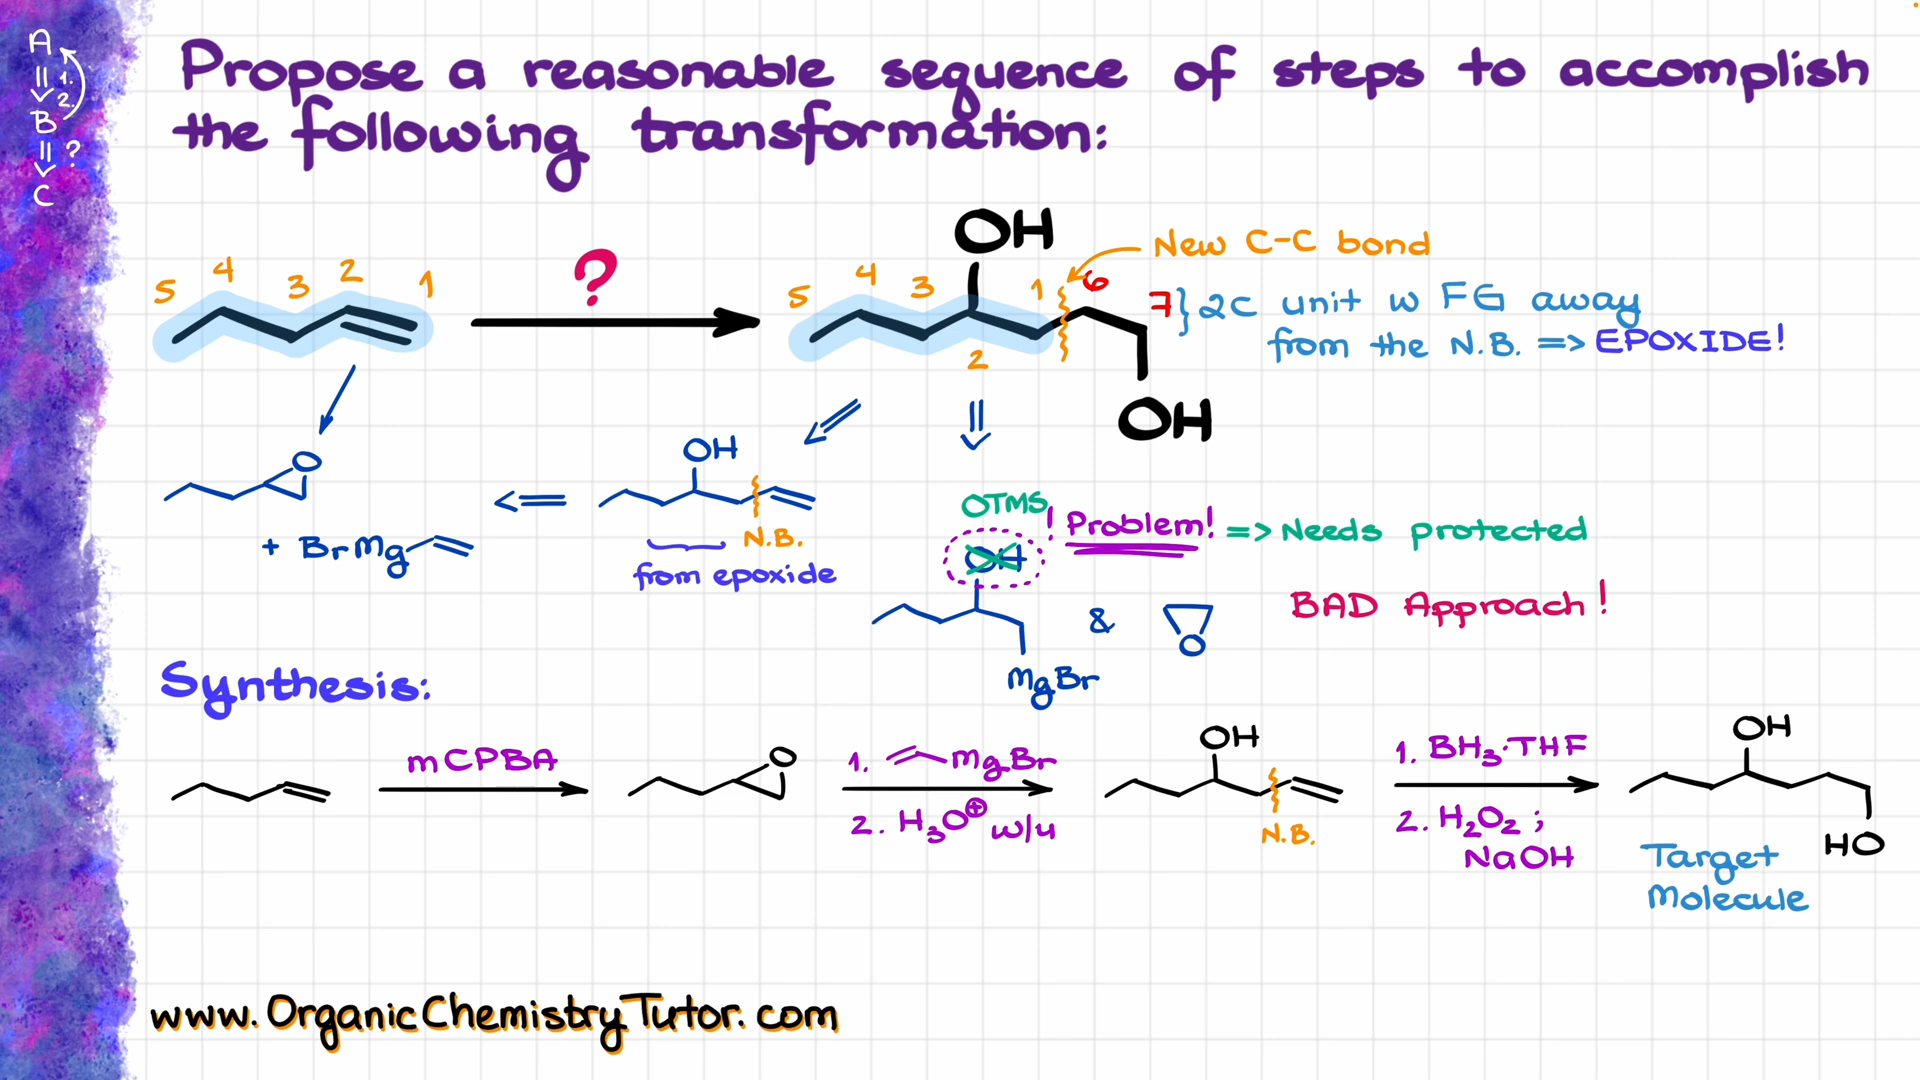 A
1.
2.
B
?
C
Propose a reasonable sequence of steps to accomplish
the following transformation:
5 4 3 2 1
?
OH
5 4 3 2 1 6 7
New C-C bond
} 2C unit w FG away
from the N.B. => EPOXIDE!
OH
O
+ BrMg
OH
N.B.
from epoxide
OTMS
OH
! Problem! => Needs protected
BAD Approach!
MgBr
&
O
Synthesis:
mCPBA
O
1. MgBr
2. H₃O⊕ w/u
OH
N.B.
1. BH₃·THF
2. H₂O₂ ;
NaOH
OH
HO
Target
Molecule
www.OrganicChemistryTutor.com